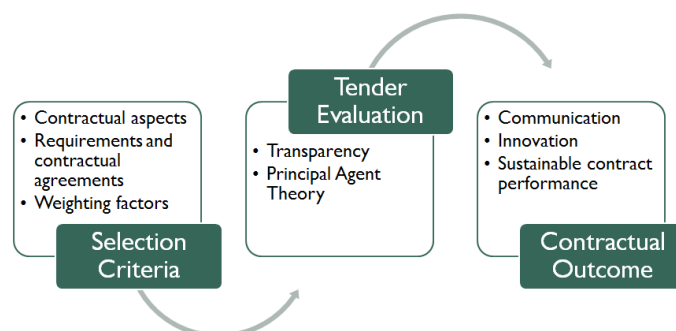 • Contractual aspects
• Requirements and
contractual
agreements
• Weighting factors
Selection
Criteria
Tender
Evaluation
• Transparency
• Principal Agent
Theory
• Communication
• Innovation
• Sustainable contract
performance
Contractual
Outcome